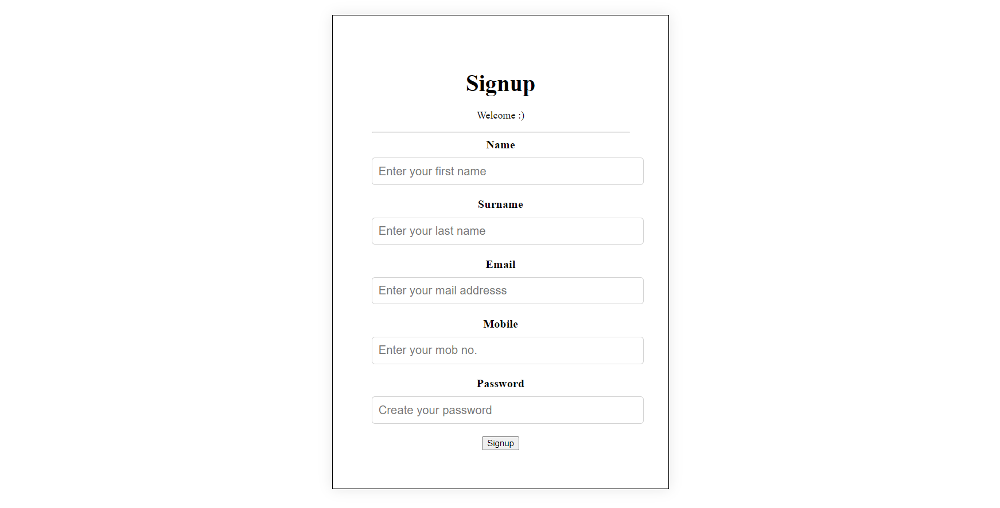 Signup
Welcome :)
Name
Enter your first name
Surname
Enter your last name
Email
Enter your mail addresss
Mobile
Enter your mob no.
Password
Create your password
Signup